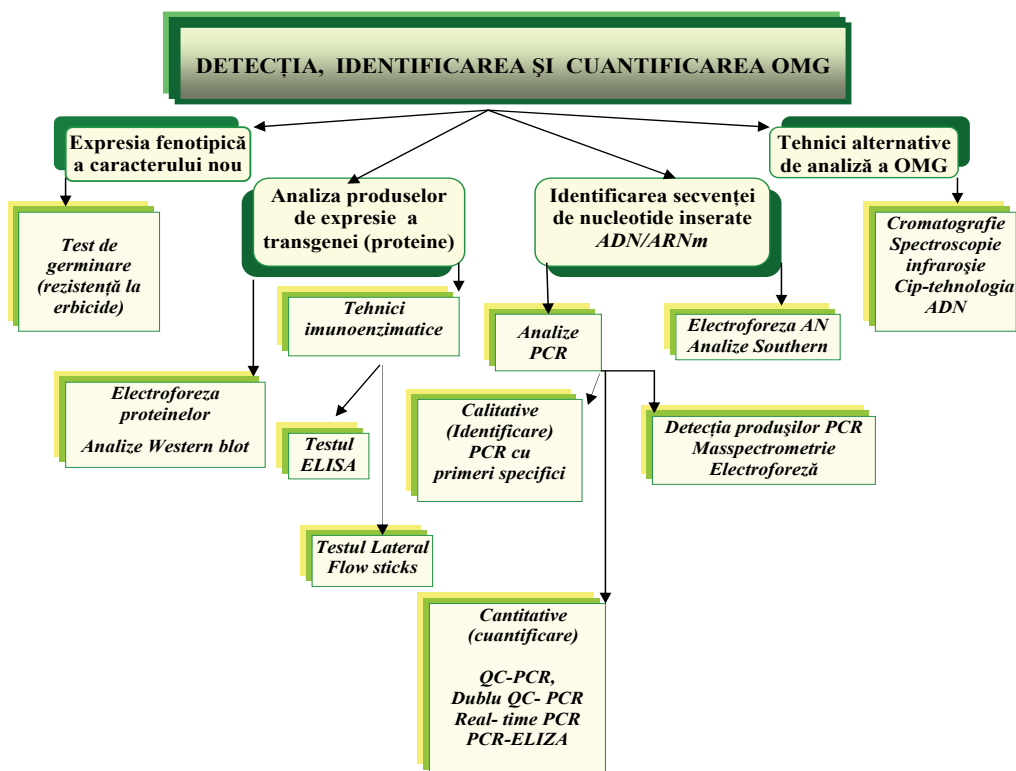 DETECȚIA, IDENTIFICAREA ŞI CUANTIFICAREA OMG
Expresia fenotipică
a caracterului nou
Tehnici alternative
de analiză a OMG
Analiza produselor
de expresie a
transgenei (proteine)
Identificarea secvenței
de nucleotide inserate
ADN/ARNm
Test de
germinare
(rezistență la
erbicide)
Cromatografie
Spectroscopie
infraroşie
Cip-tehnologia
ADN
Tehnici
imunoenzimatice
Analize
PCR
Electroforeza AN
Analize Southern
Electroforeza
proteinelor
Analize Western blot
Testul
ELISA
Calitative
(Identificare)
PCR cu
primeri specifici
Detecția produşilor PCR
Masspectrometrie
Electroforeză
Testul Lateral
Flow sticks
Cantitative
(cuantificare)
QC-PCR,
Dublu QC- PCR
Real- time PCR
PCR-ELIZA